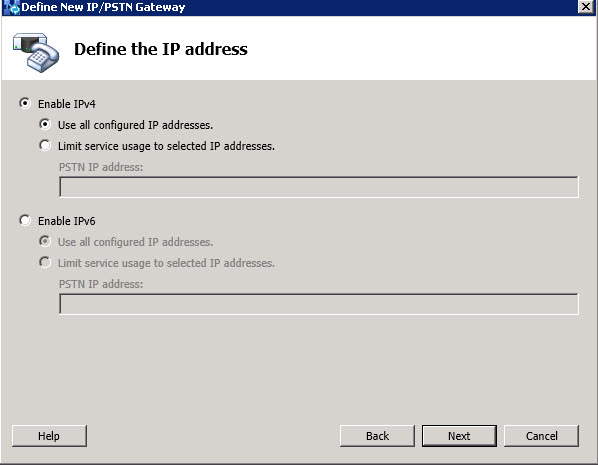 Define New IP/PSTN Gateway
Define the IP address
Enable IPv4
Use all configured IP addresses.
Limit service usage to selected IP addresses.
PSTN IP address:
Enable IPv6
Use all configured IP addresses.
Limit service usage to selected IP addresses.
PSTN IP address:
Help Back Next Cancel